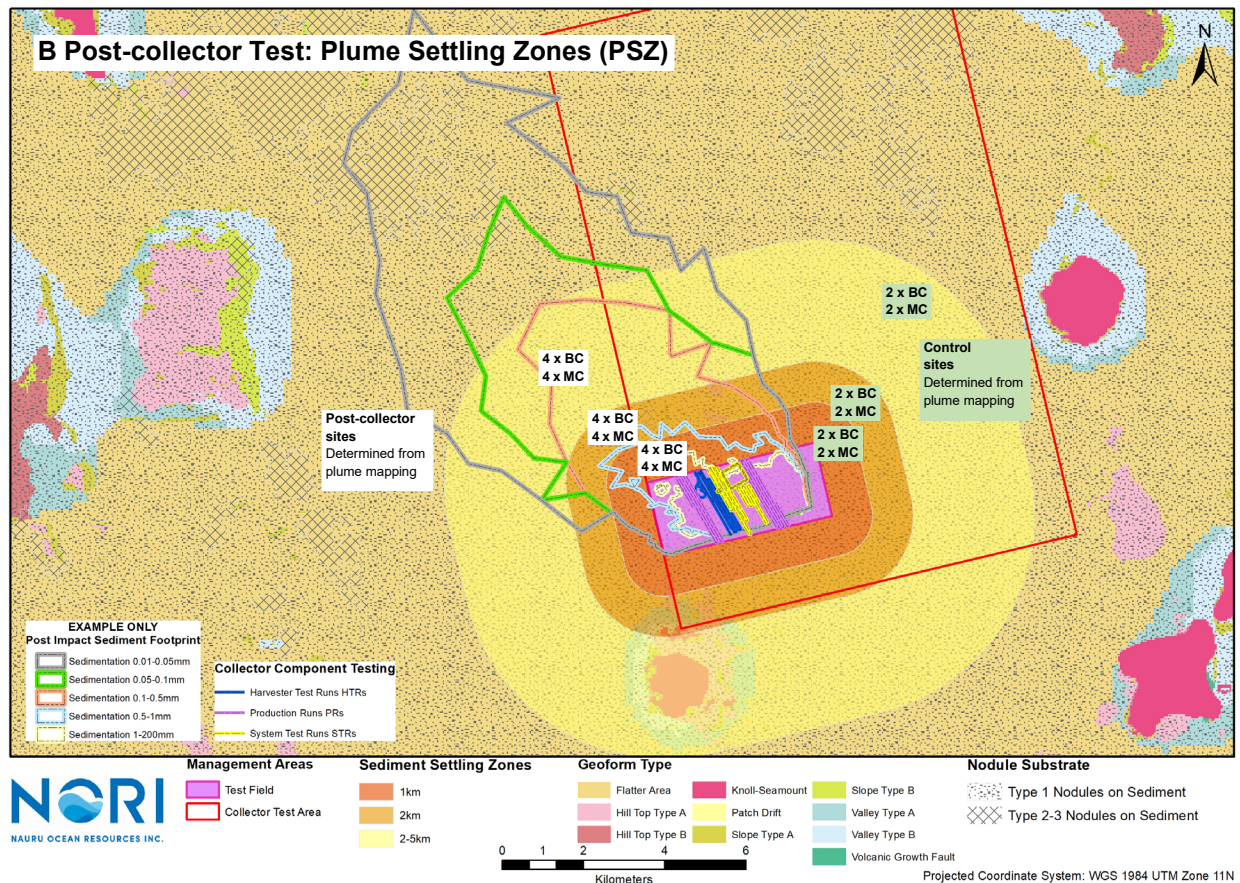 B Post-collector Test: Plume Settling Zones (PSZ)
N
2 x BC
2 x MC
Control
sites
Determined from
plume mapping
4 x BC
4 x MC
2 x BC
2 x MC
4 x BC
4 x MC
2 x BC
2 x MC
4 x BC
4 x MC
Post-collector
sites
Determined from
plume mapping
EXAMPLE ONLY
Post Impact Sediment Footprint
Sedimentation 0.01-0.05mm
Sedimentation 0.05-0.1mm
Sedimentation 0.1-0.5mm
Sedimentation 0.5-1mm
Sedimentation 1-200mm
Collector Component Testing
Harvester Test Runs HTRs
Production Runs PRs
System Test Runs STRs
NORI
NAURU OCEAN RESOURCES INC.
Management Areas
Test Field
Collector Test Area
Sediment Settling Zones
1km
2km
2-5km
Geoform Type
Flatter Area
Hill Top Type A
Hill Top Type B
Knoll-Seamount
Patch Drift
Slope Type A
Slope Type B
Valley Type A
Valley Type B
Volcanic Growth Fault
Nodule Substrate
Type 1 Nodules on Sediment
Type 2-3 Nodules on Sediment
0 1 2 4 6
Kilometers
Projected Coordinate System: WGS 1984 UTM Zone 11N